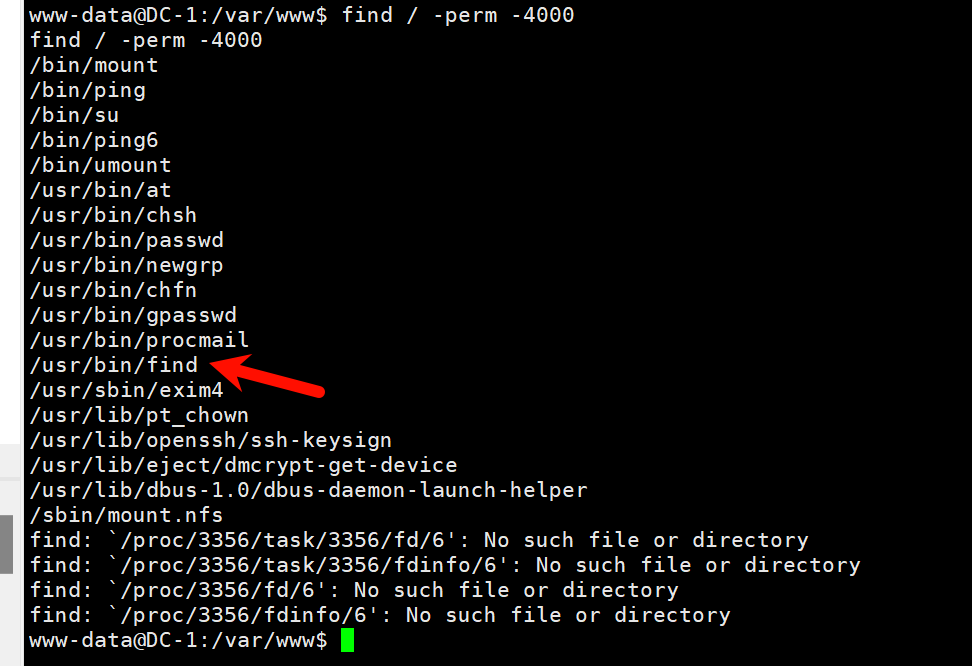 www-data@DC-1:/var/www$ find / -perm -4000
find / -perm -4000
/bin/mount
/bin/ping
/bin/su
/bin/ping6
/bin/umount
/usr/bin/at
/usr/bin/chsh
/usr/bin/passwd
/usr/bin/newgrp
/usr/bin/chfn
/usr/bin/gpasswd
/usr/bin/procmail
/usr/bin/find
/usr/sbin/exim4
/usr/lib/pt_chown
/usr/lib/openssh/ssh-keysign
/usr/lib/eject/dmcrypt-get-device
/usr/lib/dbus-1.0/dbus-daemon-launch-helper
/sbin/mount.nfs
find: `/proc/3356/task/3356/fd/6': No such file or directory
find: `/proc/3356/task/3356/fdinfo/6': No such file or directory
find: `/proc/3356/fd/6': No such file or directory
find: `/proc/3356/fdinfo/6': No such file or directory
www-data@DC-1:/var/www$